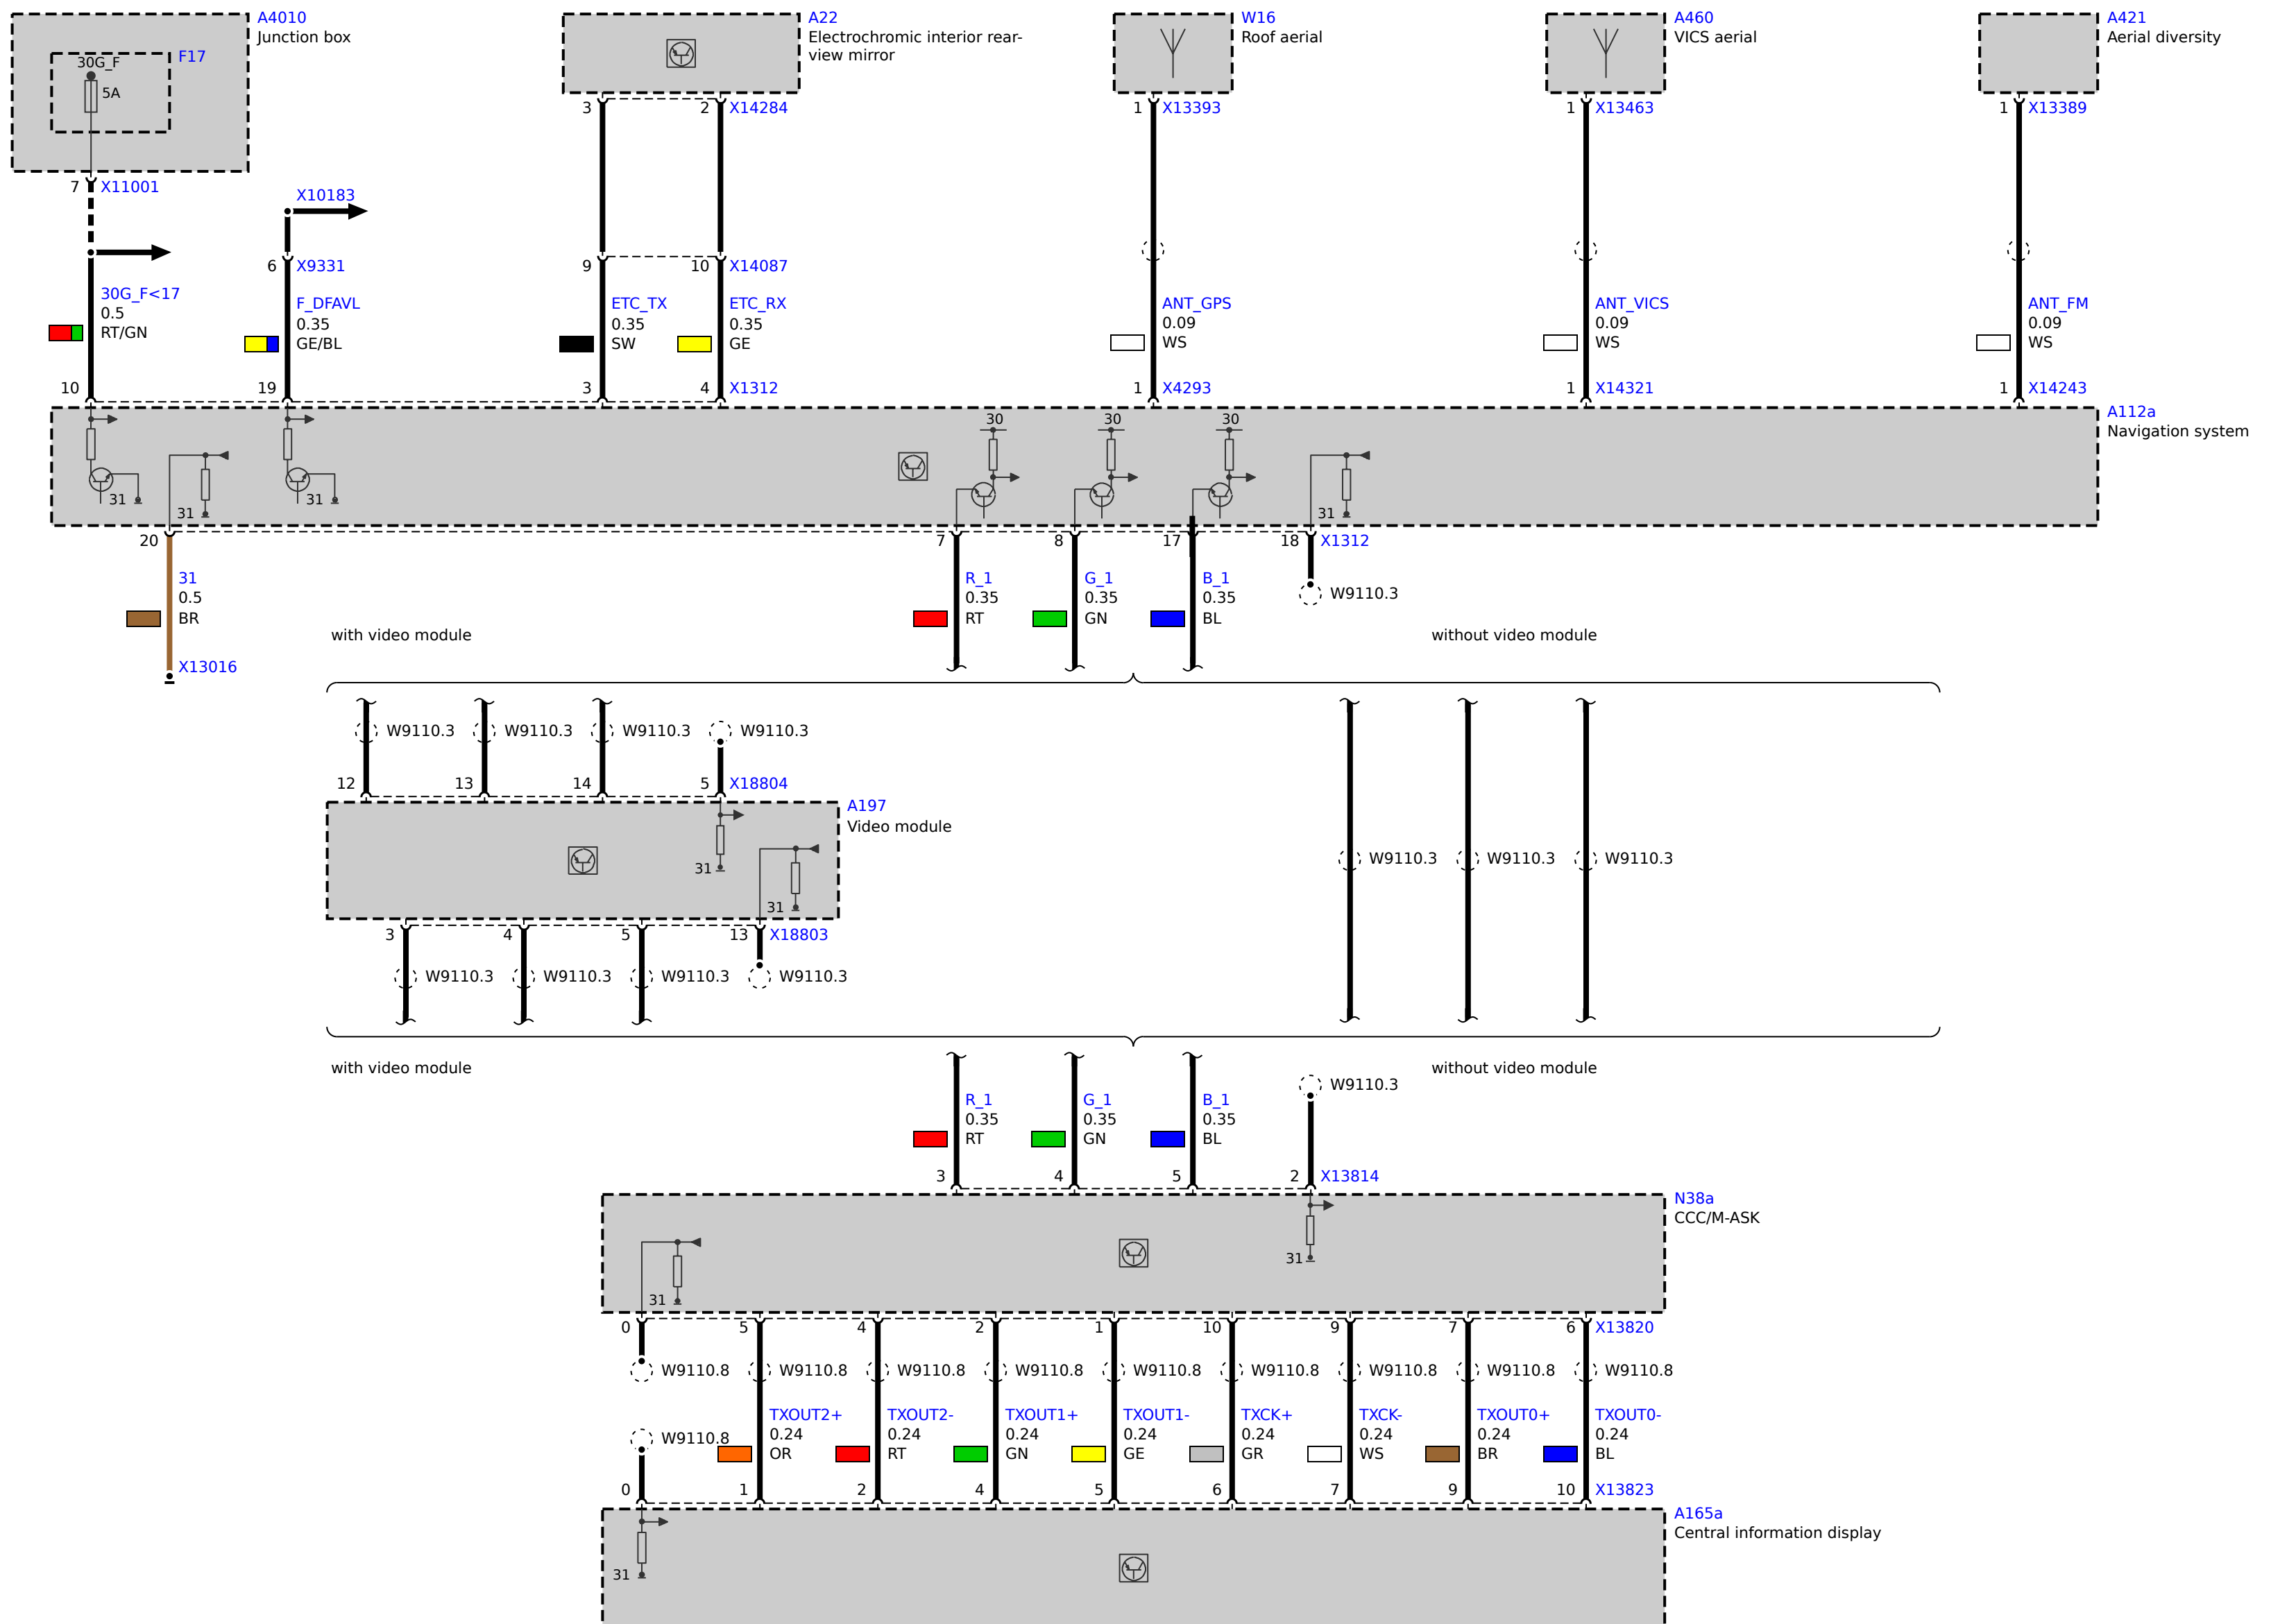 A4010
Junction box
F17
30G_F
5A
A22
Electrochromic interior rear-
view mirror
W16
Roof aerial
A460
VICS aerial
A421
Aerial diversity
3 2 X14284
1 X13393
1 X13463
1 X13389
7 X11001
X10183
6 X9331
9 10 X14087
30G_F<17
0.5
RT/GN
F_DFAVL
0.35
GE/BL
ETC_TX
0.35
SW
ETC_RX
0.35
GE
ANT_GPS
0.09
WS
ANT_VICS
0.09
WS
ANT_FM
0.09
WS
10 19 3 4 X1312
1 X4293
1 X14321
1 X14243
A112a
Navigation system
30 30 30
31 31 31 31
20 7 8 17 18 X1312
31
0.5
BR
R_1
0.35
RT
G_1
0.35
GN
B_1
0.35
BL
W9110.3
X13016
with video module
without video module
W9110.3 W9110.3 W9110.3 W9110.3
12 13 14 5 X18804
A197
Video module
31
31
W9110.3 W9110.3 W9110.3
3 4 5 13 X18803
W9110.3 W9110.3 W9110.3 W9110.3
with video module
without video module
R_1
0.35
RT
G_1
0.35
GN
B_1
0.35
BL
W9110.3
3 4 5 2 X13814
N38a
CCC/M-ASK
31
31
0 5 4 2 1 10 9 7 6 X13820
W9110.8 W9110.8 W9110.8 W9110.8 W9110.8 W9110.8 W9110.8 W9110.8 W9110.8
W9110.8
TXOUT2+
0.24
OR
TXOUT2-
0.24
RT
TXOUT1+
0.24
GN
TXOUT1-
0.24
GE
TXCK+
0.24
GR
TXCK-
0.24
WS
TXOUT0+
0.24
BR
TXOUT0-
0.24
BL
0 1 2 4 5 6 7 9 10 X13823
A165a
Central information display
31